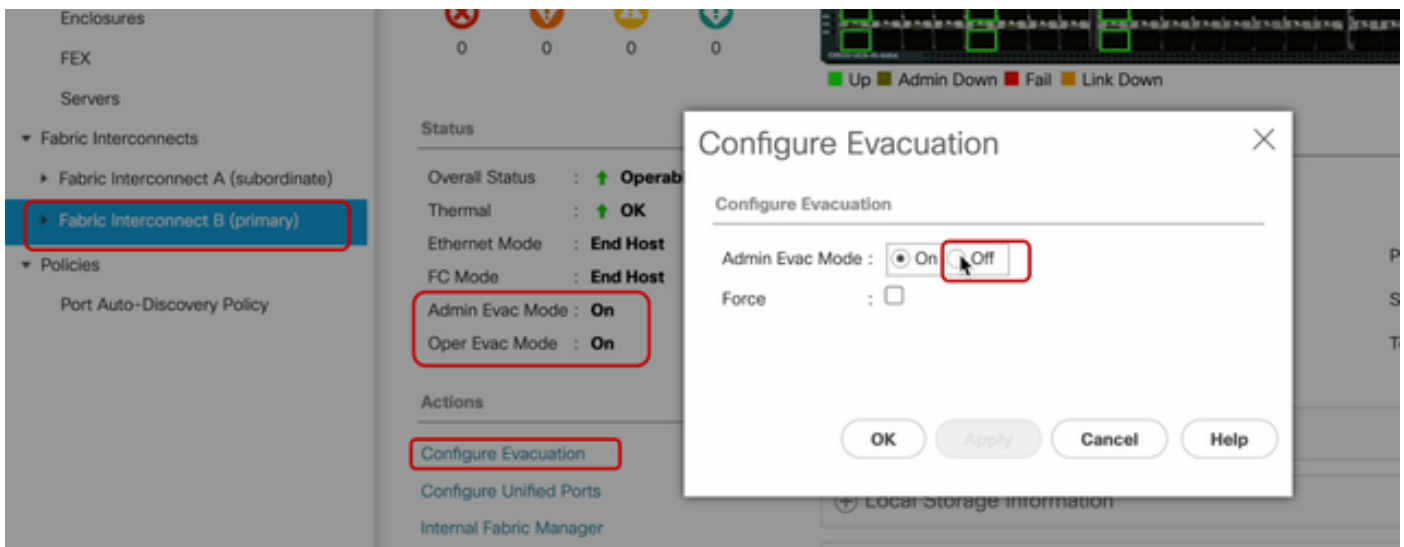 Enclosures
FEX
Servers
Fabric Interconnects
Fabric Interconnect A (subordinate)
Fabric Interconnect B (primary)
Policies
Port Auto-Discovery Policy
0 0 0 0
Up Admin Down Fail Link Down
Status
Overall Status : Operab
Thermal : OK
Ethernet Mode : End Host
FC Mode : End Host
Admin Evac Mode : On
Oper Evac Mode : On
Actions
Configure Evacuation
Configure Unified Ports
Internal Fabric Manager
Configure Evacuation
Configure Evacuation
Admin Evac Mode : On Off
Force :
OK Apply Cancel Help
Local Storage Information
P
S
T